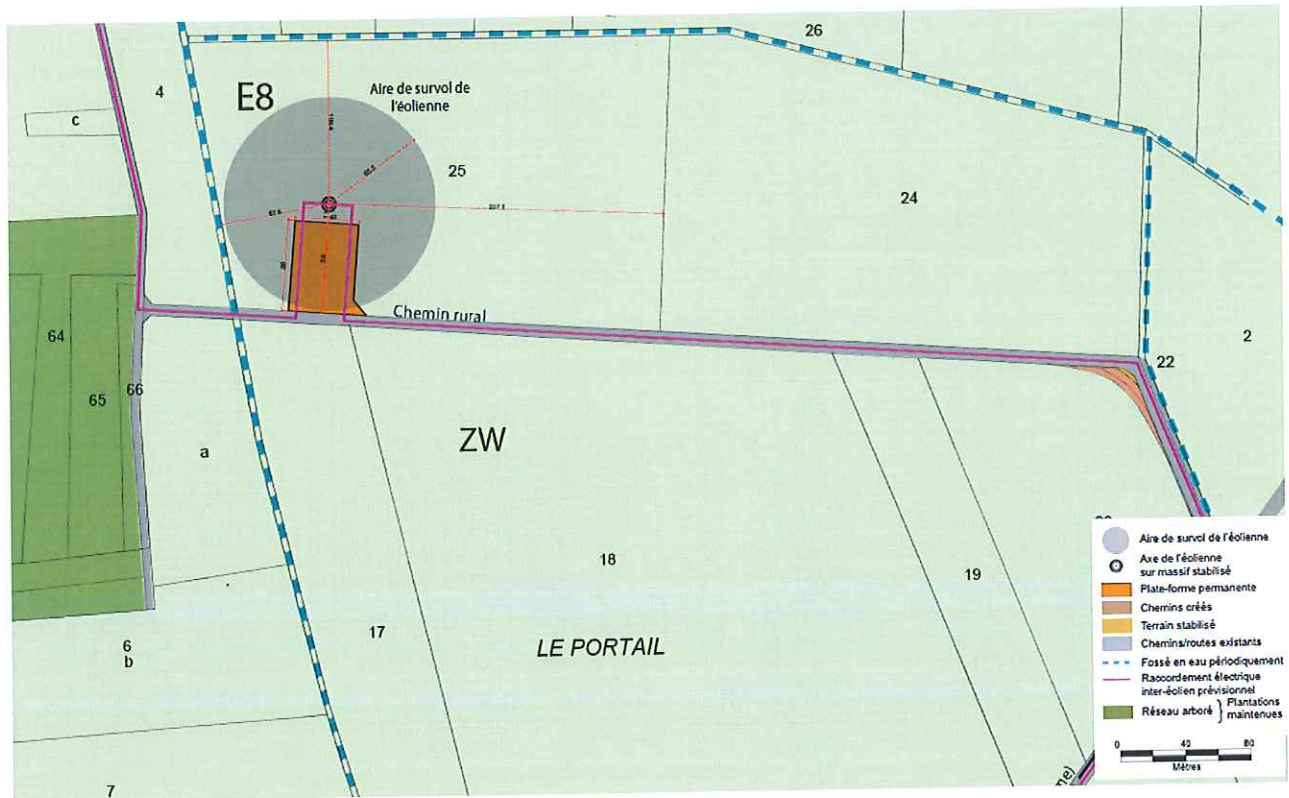 26
4
E8
Aire de survol de
l'éolienne
c
25
24
207.5
Chemin rural
64
65
66
22
2
ZW
a
18
19
17
LE PORTAIL
6
b
7
Aire de survol de l'éolienne
Axe de l'éolienne
sur massif stabilisé
Plate-forme permanente
Chemins créés
Terrain stabilisé
Chemins/routes existants
Fossé en eau périodiquement
Raccordement électrique
inter-éolien prévisionnel
Réseau arboré } Plantations
maintenues
0 40 80
Mètres